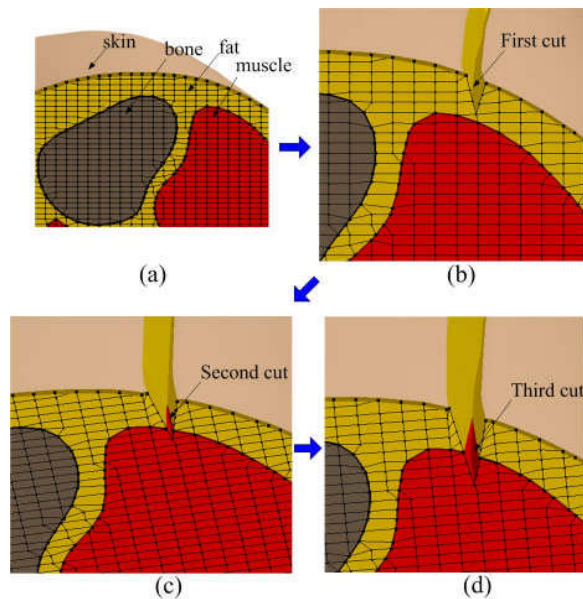 skin
bone
fat
muscle
(a)
First cut
(b)
Second cut
(c)
Third cut
(d)